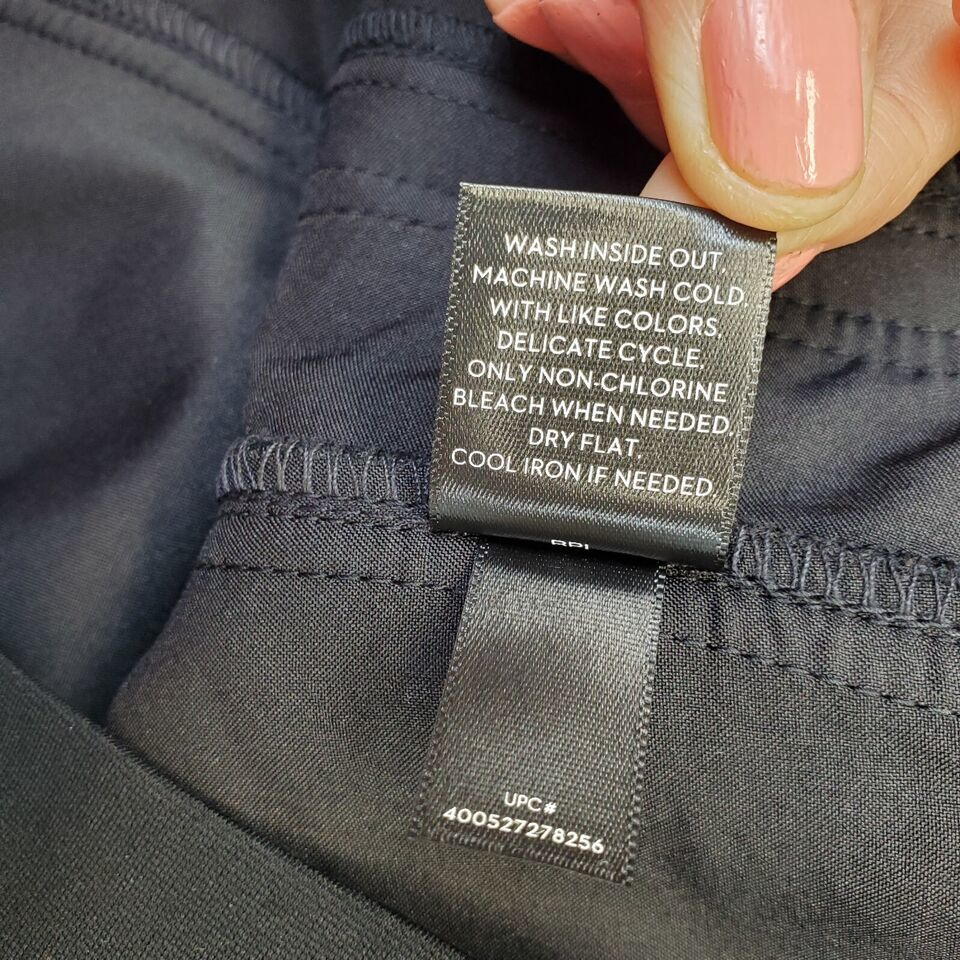 WASH INSIDE OUT.
MACHINE WASH COLD.
WITH LIKE COLORS.
DELICATE CYCLE.
ONLY NON-CHLORINE
BLEACH WHEN NEEDED.
DRY FLAT.
COOL IRON IF NEEDED.
UPC#
400527278256